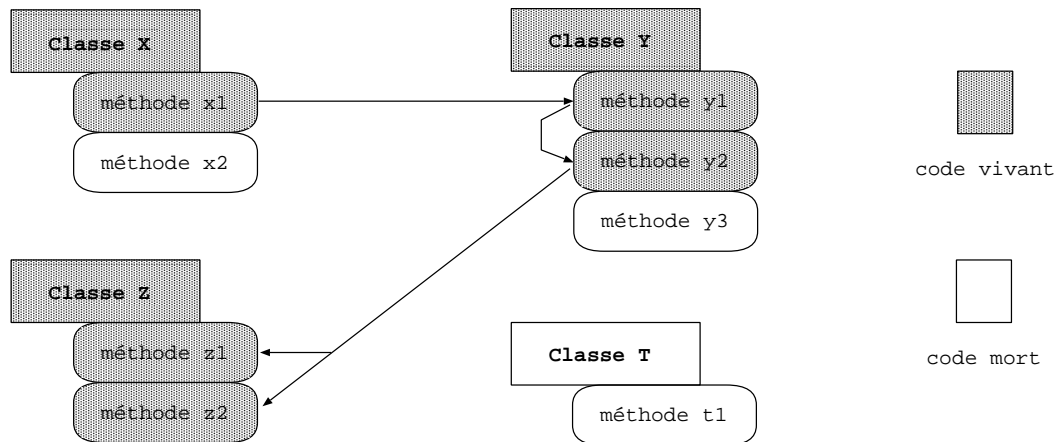 Classe X
méthode x1
méthode x2
Classe Y
méthode y1
méthode y2
méthode y3
code vivant
Classe Z
méthode z1
méthode z2
Classe T
méthode t1
code mort